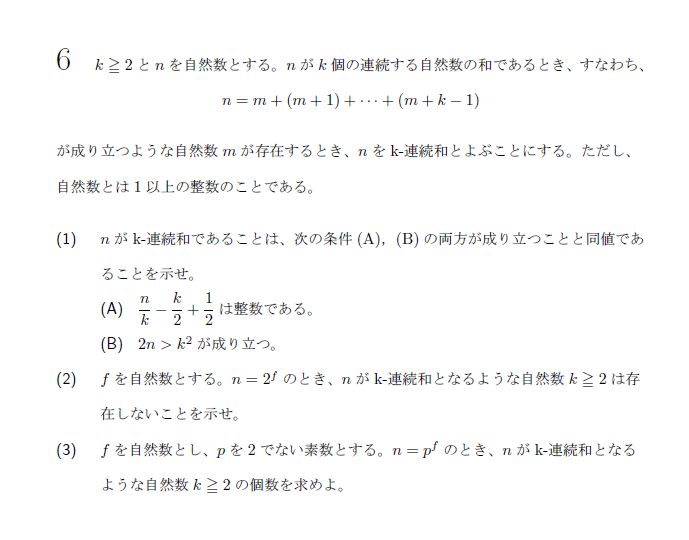 6 k ≧ 2 と n を自然数とする。n が k 個の連続する自然数の和であるとき、すなわち、
n = m + (m + 1) + ⋯ + (m + k − 1)
が成り立つような自然数 m が存在するとき、n を k-連続和とよぶことにする。ただし、
自然数とは 1 以上の整数のことである。
(1) n が k-連続和であることは、次の条件 (A)，(B) の両方が成り立つことと同値であ
ることを示せ。
(A) n/k − k/2 + 1/2 は整数である。
(B) 2n > k² が成り立つ。
(2) f を自然数とする。n = 2^f のとき、n が k-連続和となるような自然数 k ≧ 2 は存
在しないことを示せ。
(3) f を自然数とし、p を 2 でない素数とする。n = p^f のとき、n が k-連続和となる
ような自然数 k ≧ 2 の個数を求めよ。